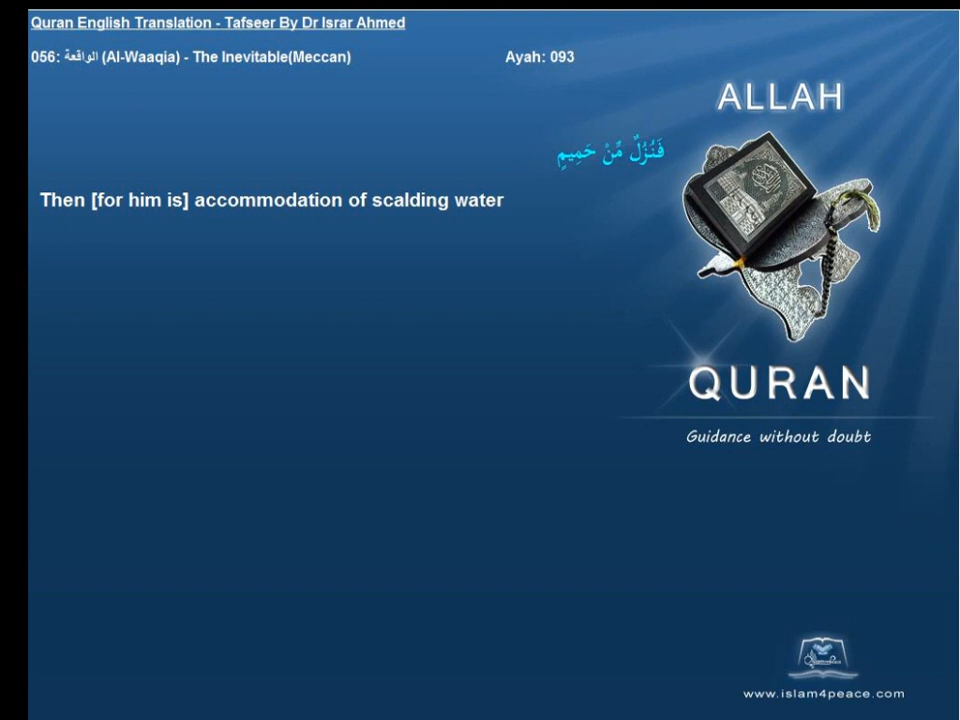 Quran English Translation - Tafseer By Dr Israr Ahmed
056: الواقعة (Al-Waaqia) - The Inevitable(Meccan) Ayah: 093
ALLAH
فَنُزُلٌ مِّنْ حَمِيمٍ
Then [for him is] accommodation of scalding water
QURAN
Guidance without doubt
www.islam4peace.com